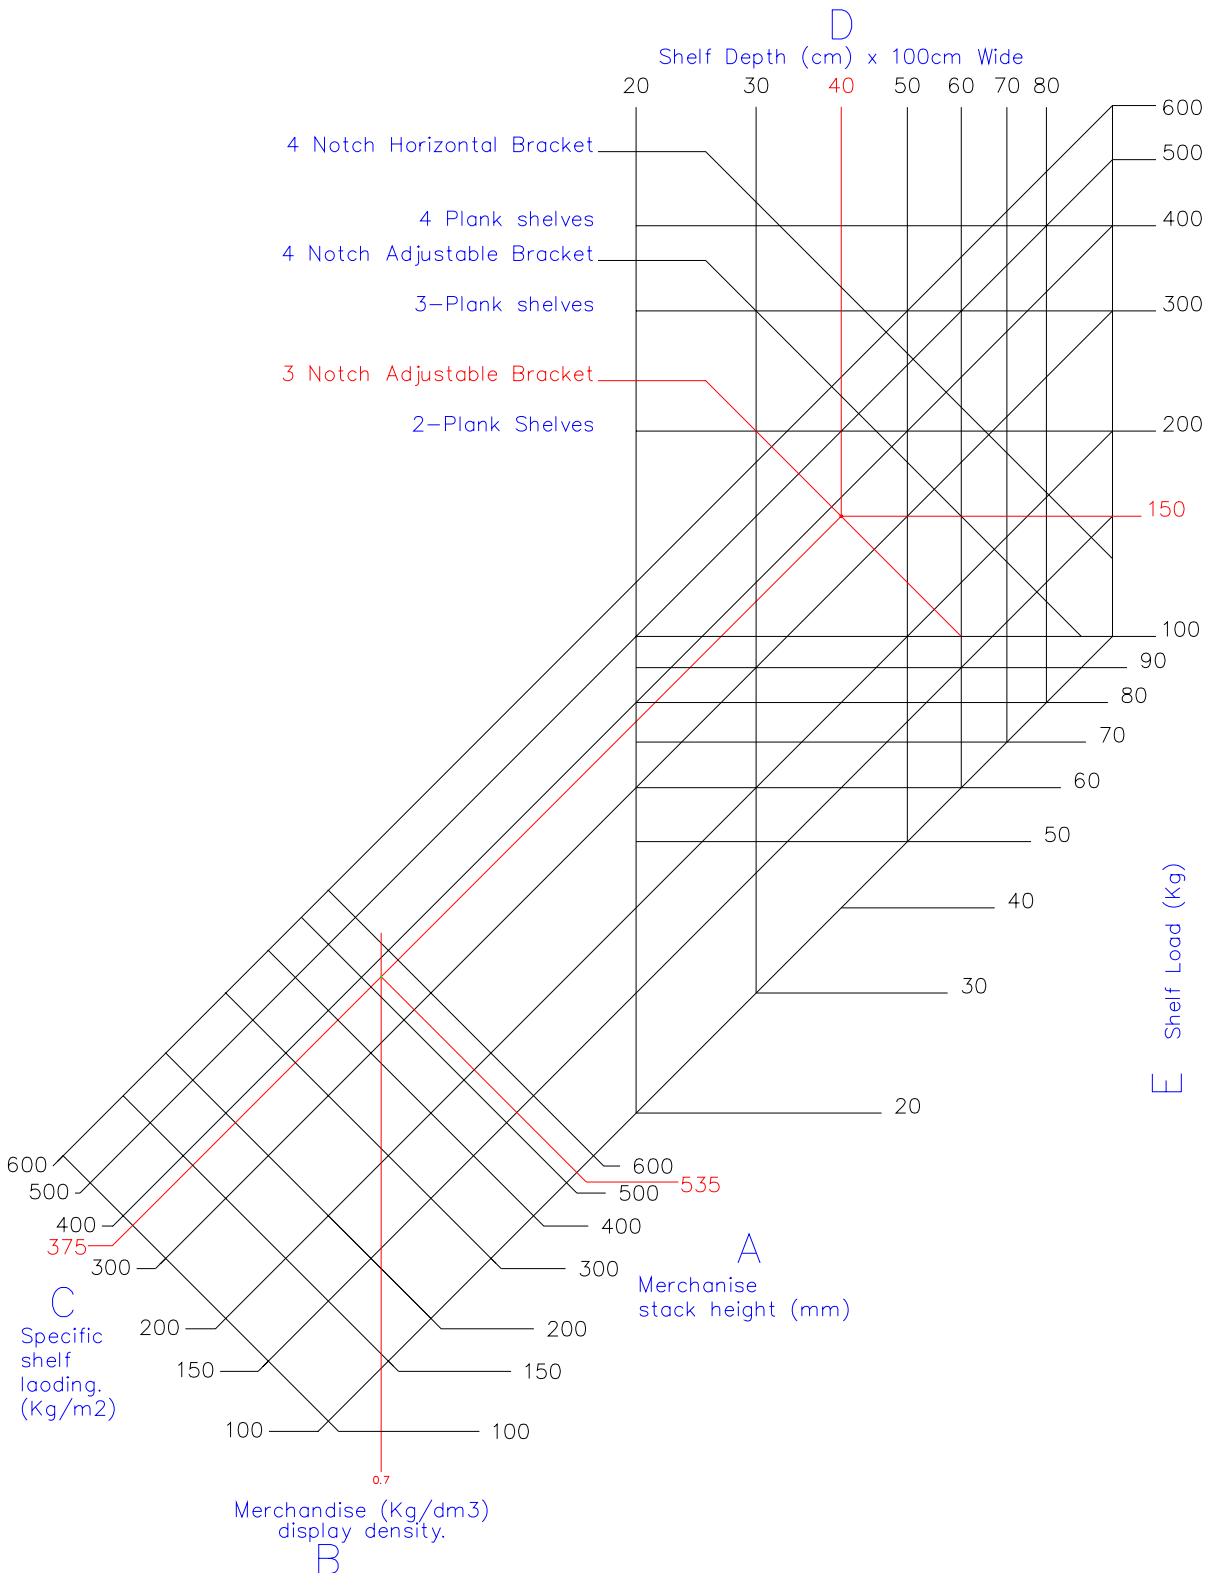 D
Shelf Depth (cm) x 100cm Wide
20 30 40 50 60 70 80
600
4 Notch Horizontal Bracket
500
4 Plank shelves
400
4 Notch Adjustable Bracket
3-Plank shelves
300
3 Notch Adjustable Bracket
2-Plank Shelves
200
150
100
90
80
70
60
50
40
30
20
E Shelf Load (Kg)
600
500
400
375
300
200
150
100
C
Specific
shelf
laoding.
(Kg/m2)
600
535
500
400
300
200
150
100
A
Merchanise
stack height (mm)
0.7
Merchandise (Kg/dm3)
display density.
B